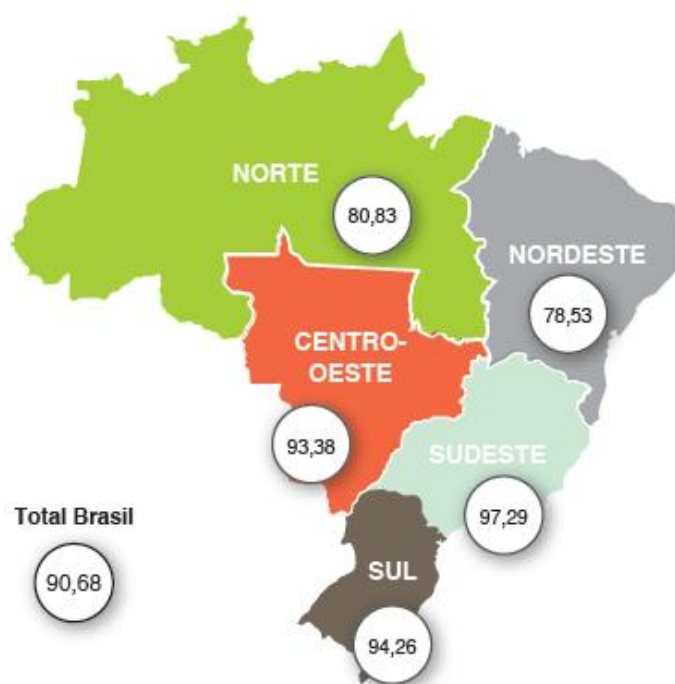 NORTE
80,83
NORDESTE
78,53
CENTRO-
OESTE
93,38
SUDESTE
97,29
Total Brasil
90,68
SUL
94,26